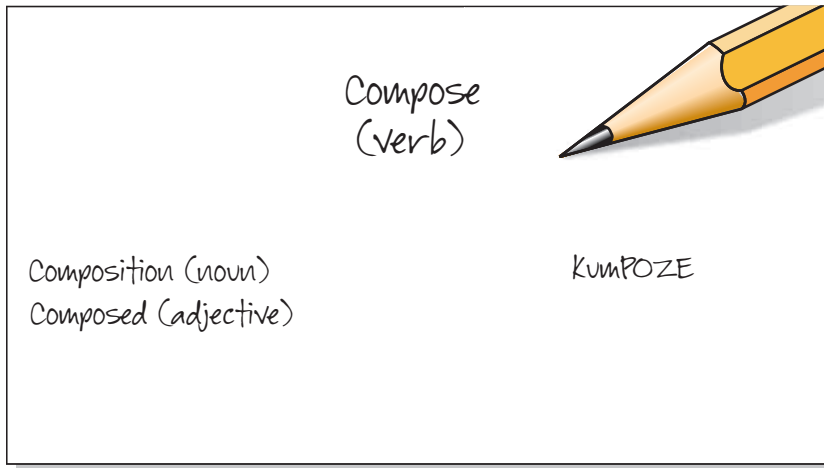 Compose
(verb)
Composition (noun)
KumPOZE
Composed (adjective)